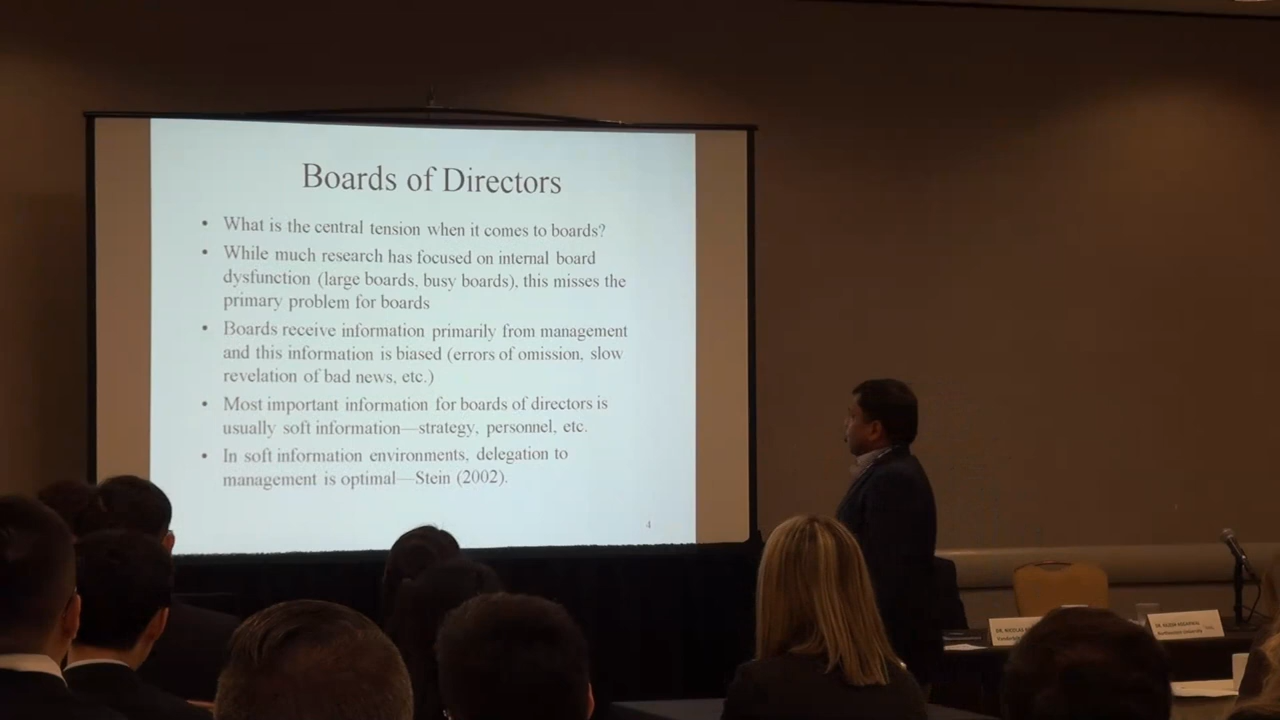 Boards of Directors
• What is the central tension when it comes to boards?
• While much research has focused on internal board
dysfunction (large boards, busy boards), this misses the
primary problem for boards
• Boards receive information primarily from management
and this information is biased (errors of omission, slow
revelation of bad news, etc.)
• Most important information for boards of directors is
usually soft information—strategy, personnel, etc.
• In soft information environments, delegation to
management is optimal—Stein (2002).
4
DR. NICOLAS